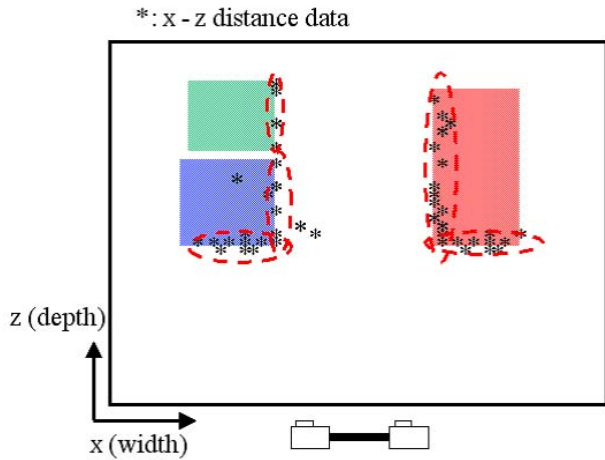 *: x - z distance data
z (depth)
x (width)